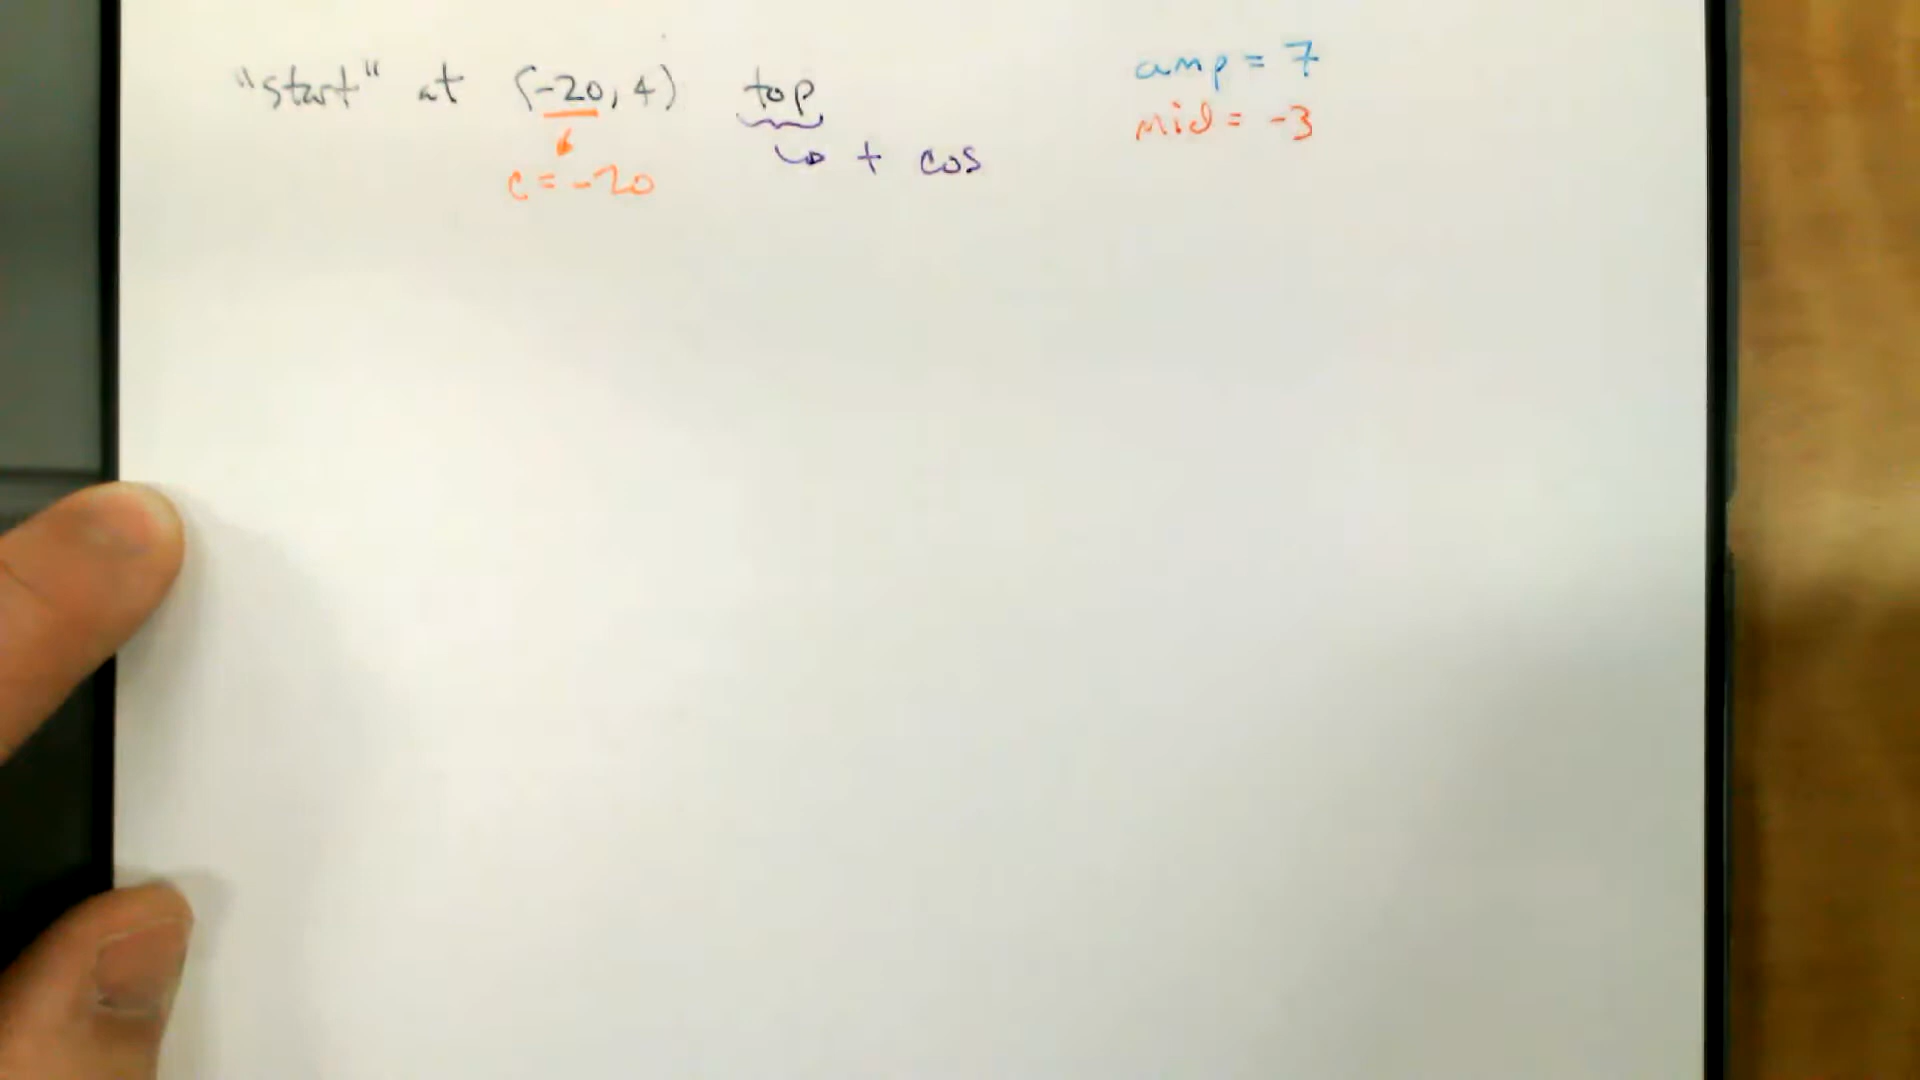 "start" at (-20, 4) top
↳ + cos
c = -20
amp = 7
mid = -3